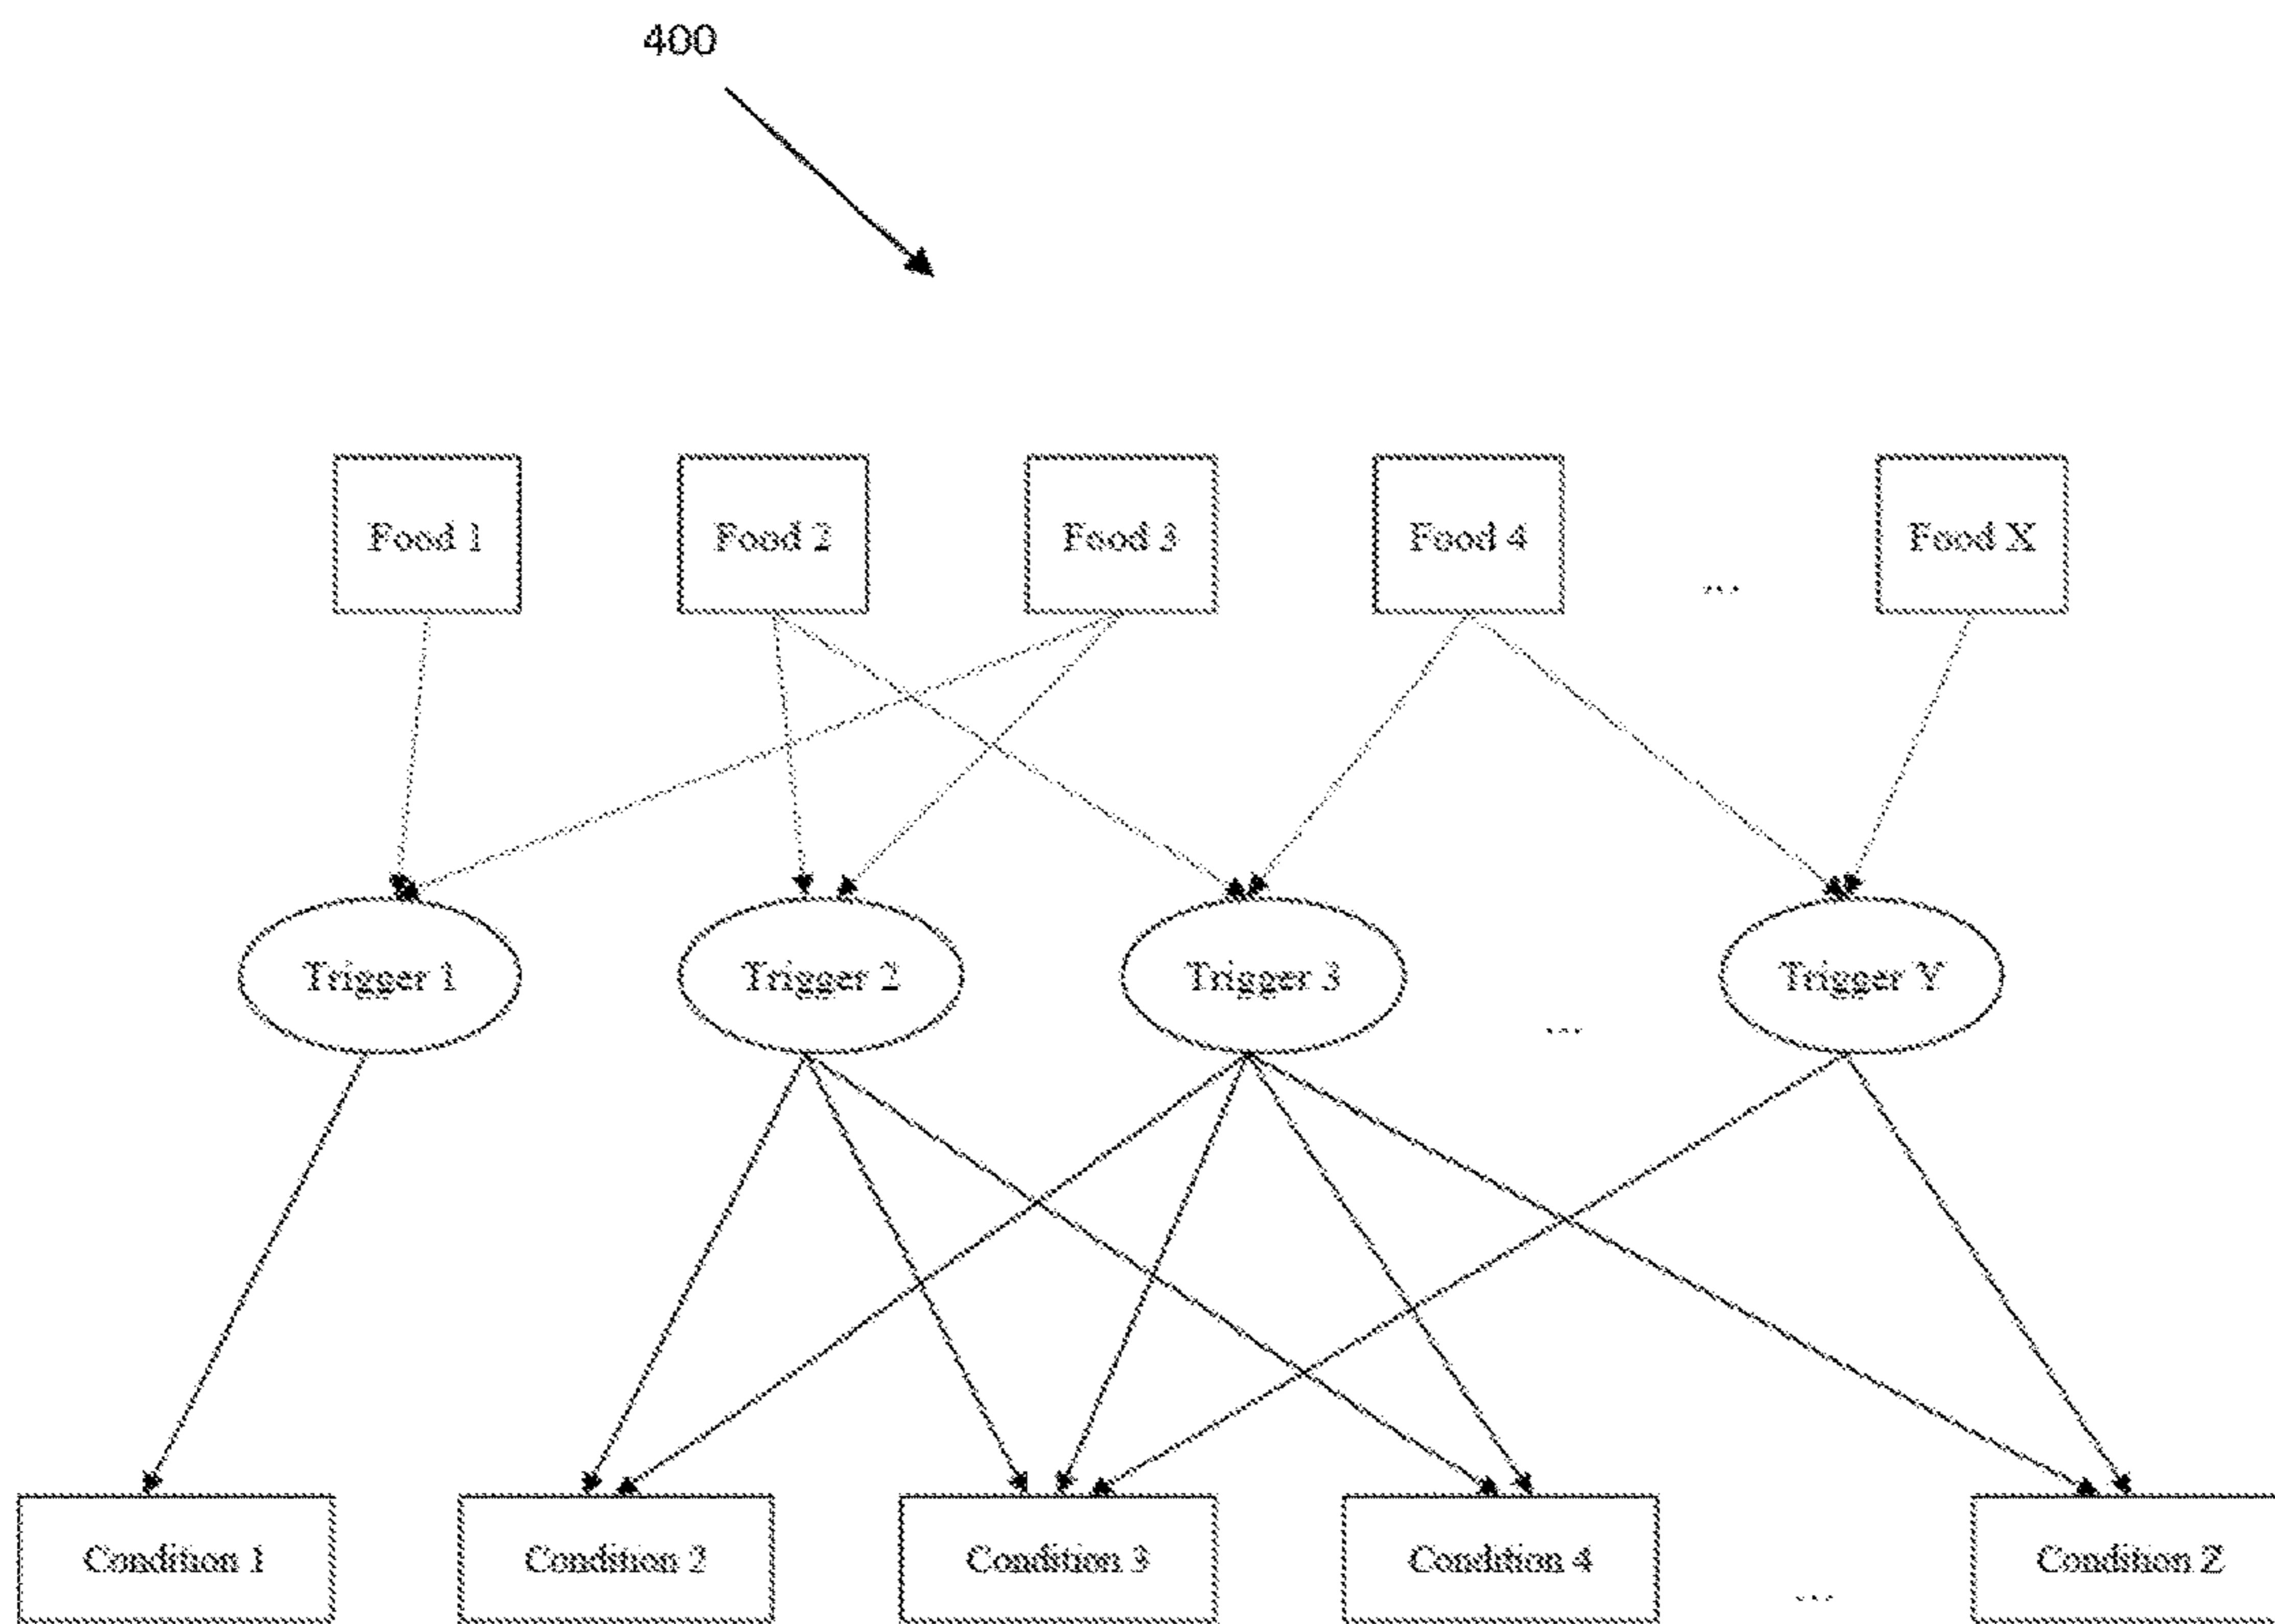 400
Food 1
Food 2
Food 3
Food 4
...
Food X
Trigger 1
Trigger 2
Trigger 3
...
Trigger Y
Condition 1
Condition 2
Condition 3
Condition 4
...
Condition Z